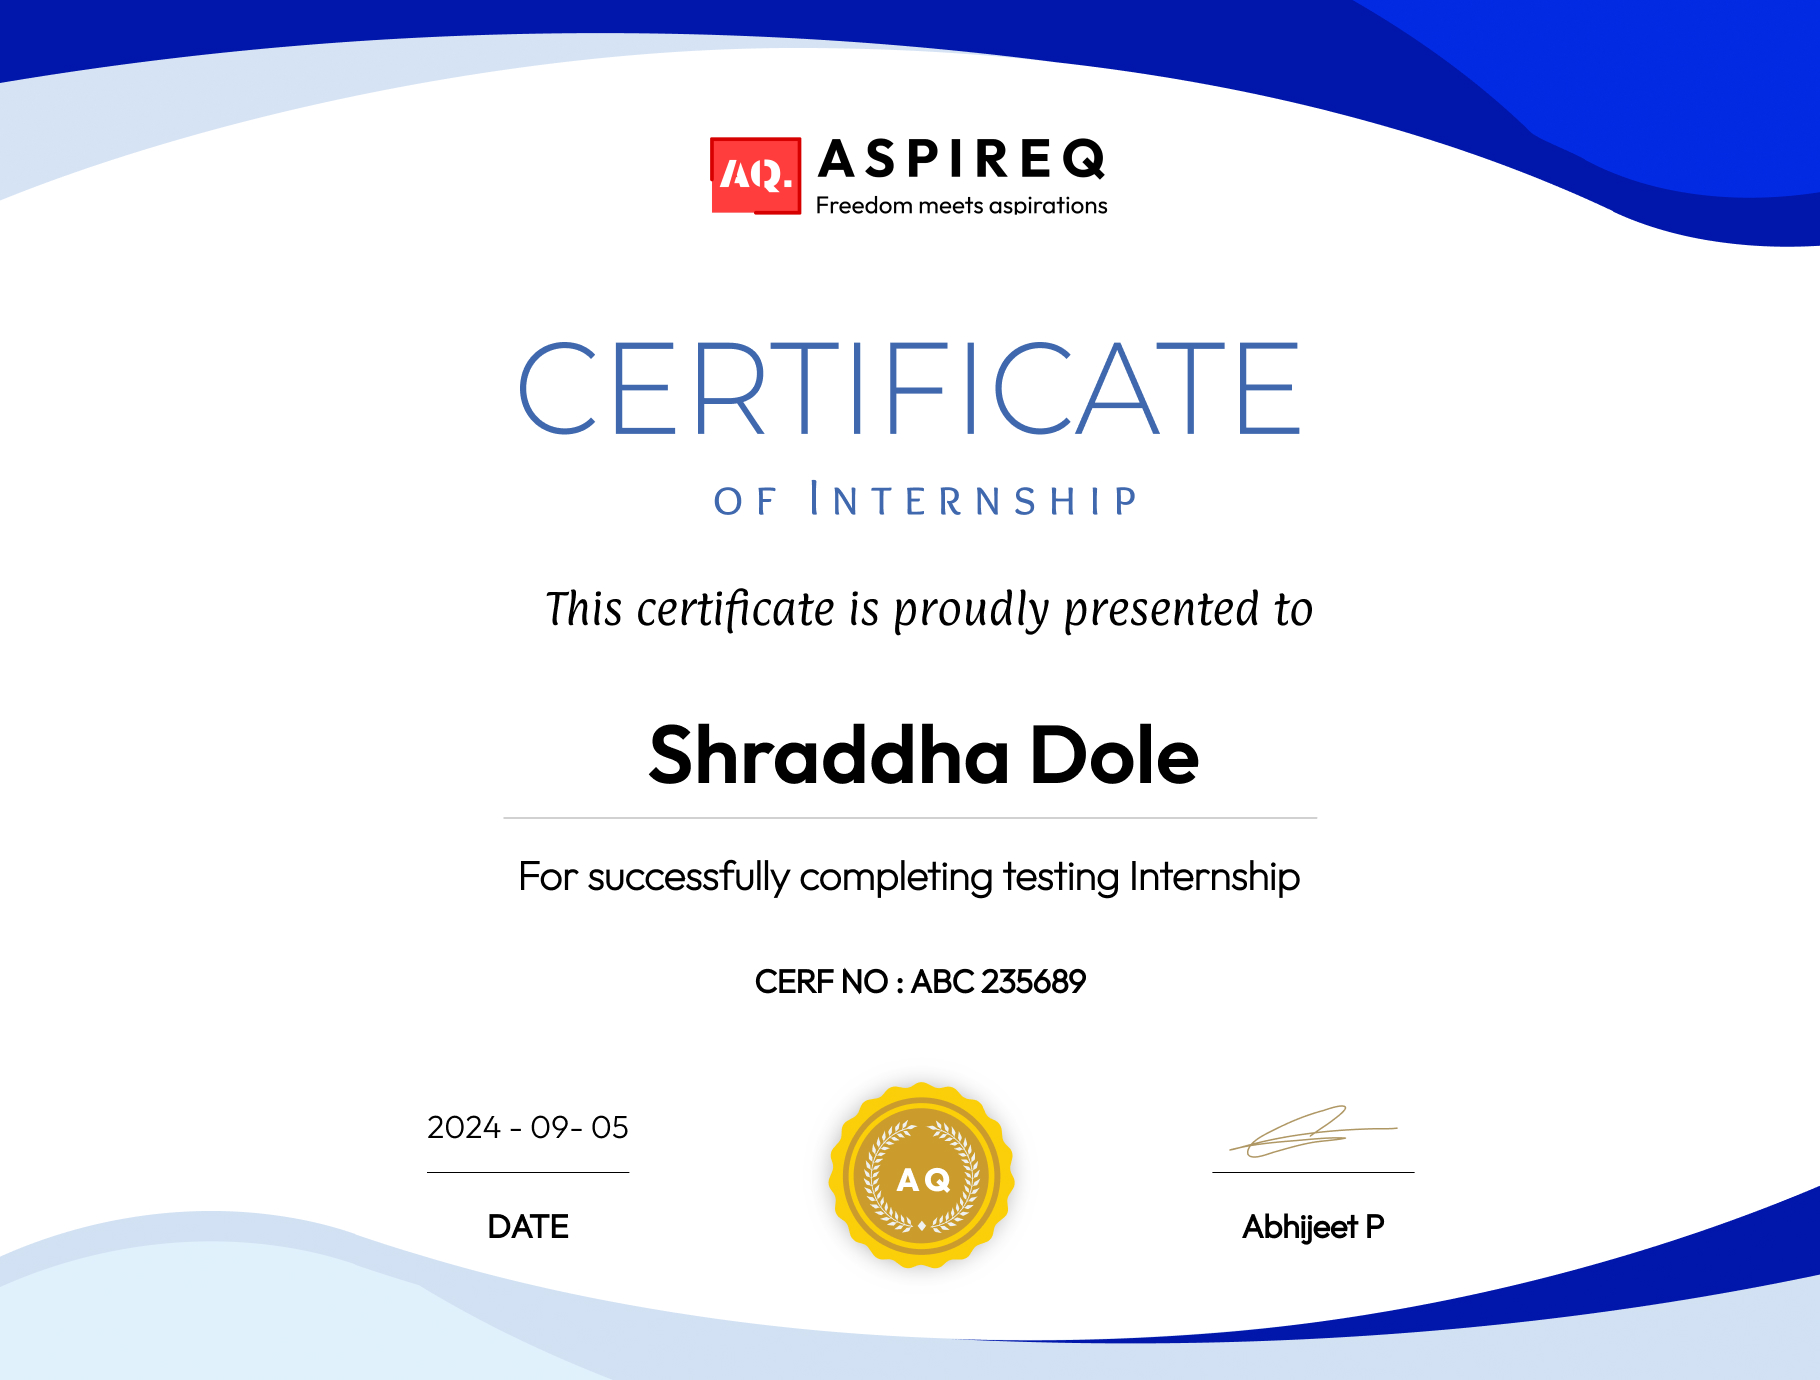 AQ.
ASPIREQ
Freedom meets aspirations
CERTIFICATE
OF INTERNSHIP
This certificate is proudly presented to
Shraddha Dole
For successfully completing testing Internship
CERF NO : ABC 235689
2024 - 09- 05
DATE
AQ
Abhijeet P